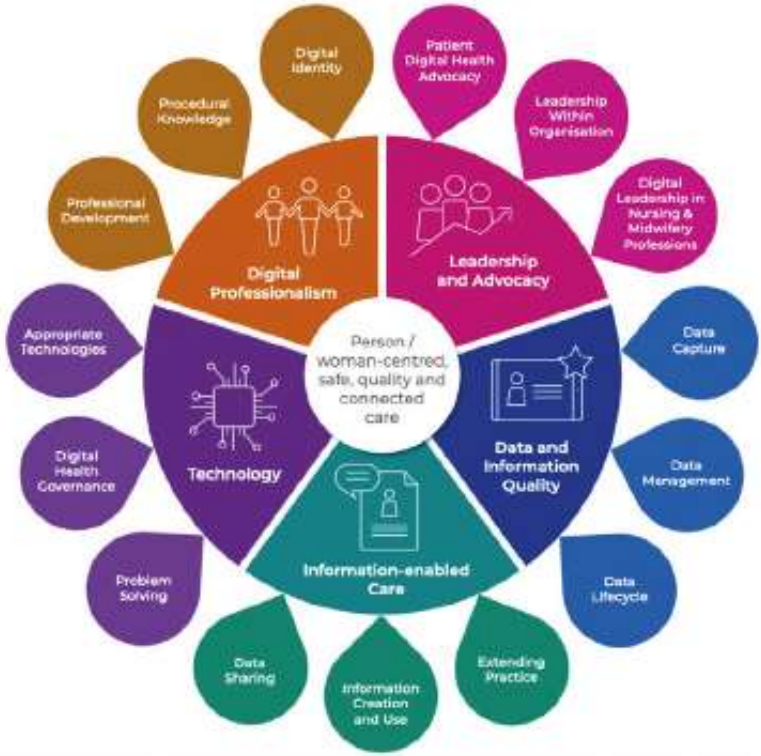 Digital
Identity
Patient
Digital Health
Advocacy
Procedural
Knowledge
Leadership
Within
Organisation
Professional
Development
Digital
Leadership in
Nursing &
Midwifery
Professions
Digital
Professionalism
Leadership
and Advocacy
Appropriate
Technologies
Person /
woman-centred,
safe, quality and
connected
care
Data
Capture
Digital
Health
Governance
Technology
Data and
Information
Quality
Data
Management
Information-enabled
Care
Problem
Solving
Data
Lifecycle
Data
Sharing
Information
Creation
and Use
Extending
Practice